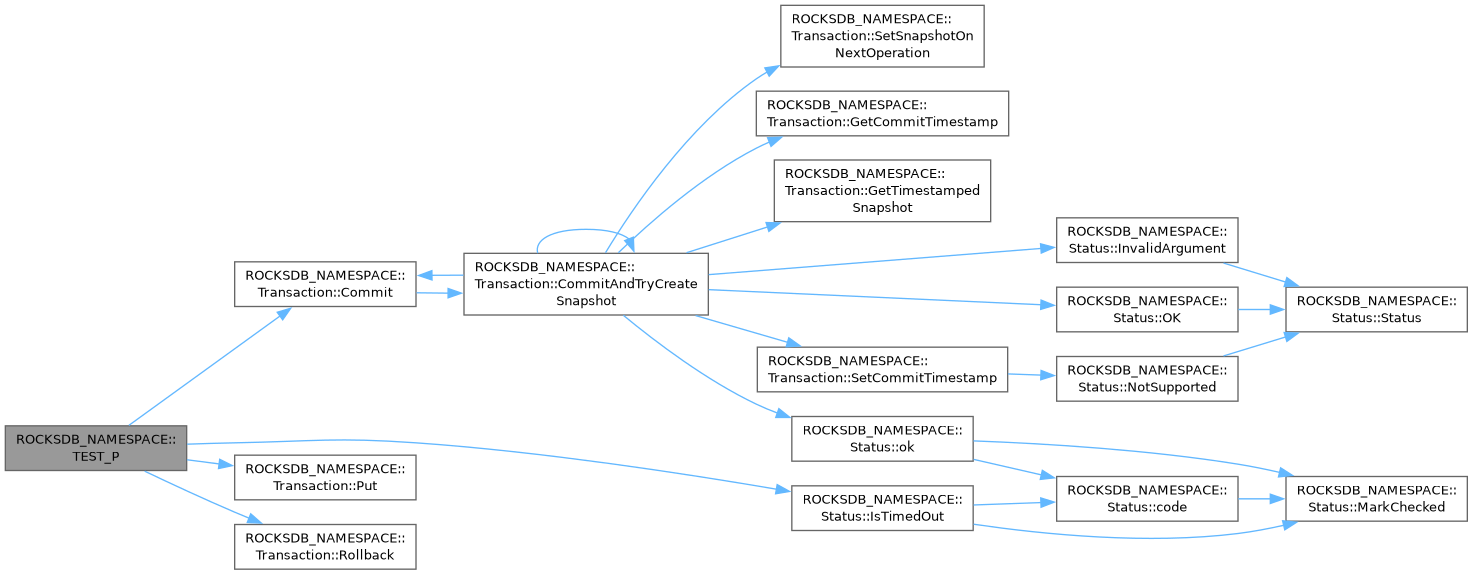 ROCKSDB_NAMESPACE::
Transaction::SetSnapshotOn
NextOperation
ROCKSDB_NAMESPACE::
Transaction::GetCommitTimestamp
ROCKSDB_NAMESPACE::
Transaction::GetTimestamped
Snapshot
ROCKSDB_NAMESPACE::
Status::InvalidArgument
ROCKSDB_NAMESPACE::
Transaction::Commit
ROCKSDB_NAMESPACE::
Transaction::CommitAndTryCreate
Snapshot
ROCKSDB_NAMESPACE::
Status::OK
ROCKSDB_NAMESPACE::
Status::Status
ROCKSDB_NAMESPACE::
Transaction::SetCommitTimestamp
ROCKSDB_NAMESPACE::
Status::NotSupported
ROCKSDB_NAMESPACE::
TEST_P
ROCKSDB_NAMESPACE::
Status::ok
ROCKSDB_NAMESPACE::
Transaction::Put
ROCKSDB_NAMESPACE::
Status::IsTimedOut
ROCKSDB_NAMESPACE::
Status::code
ROCKSDB_NAMESPACE::
Status::MarkChecked
ROCKSDB_NAMESPACE::
Transaction::Rollback